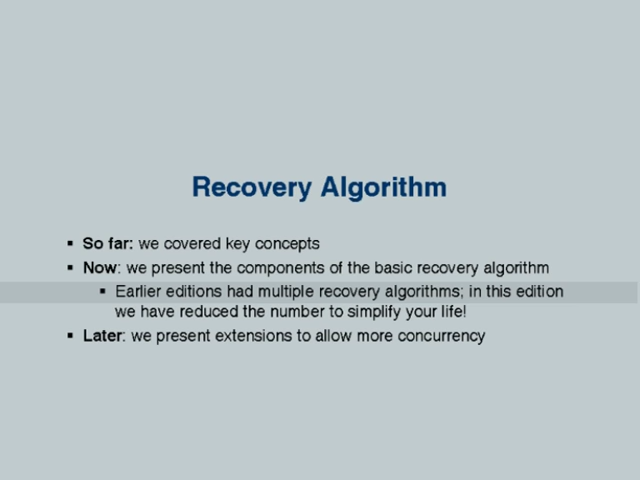 Recovery Algorithm
▪ So far: we covered key concepts
▪ Now: we present the components of the basic recovery algorithm
▪ Earlier editions had multiple recovery algorithms; in this edition
we have reduced the number to simplify your life!
▪ Later: we present extensions to allow more concurrency